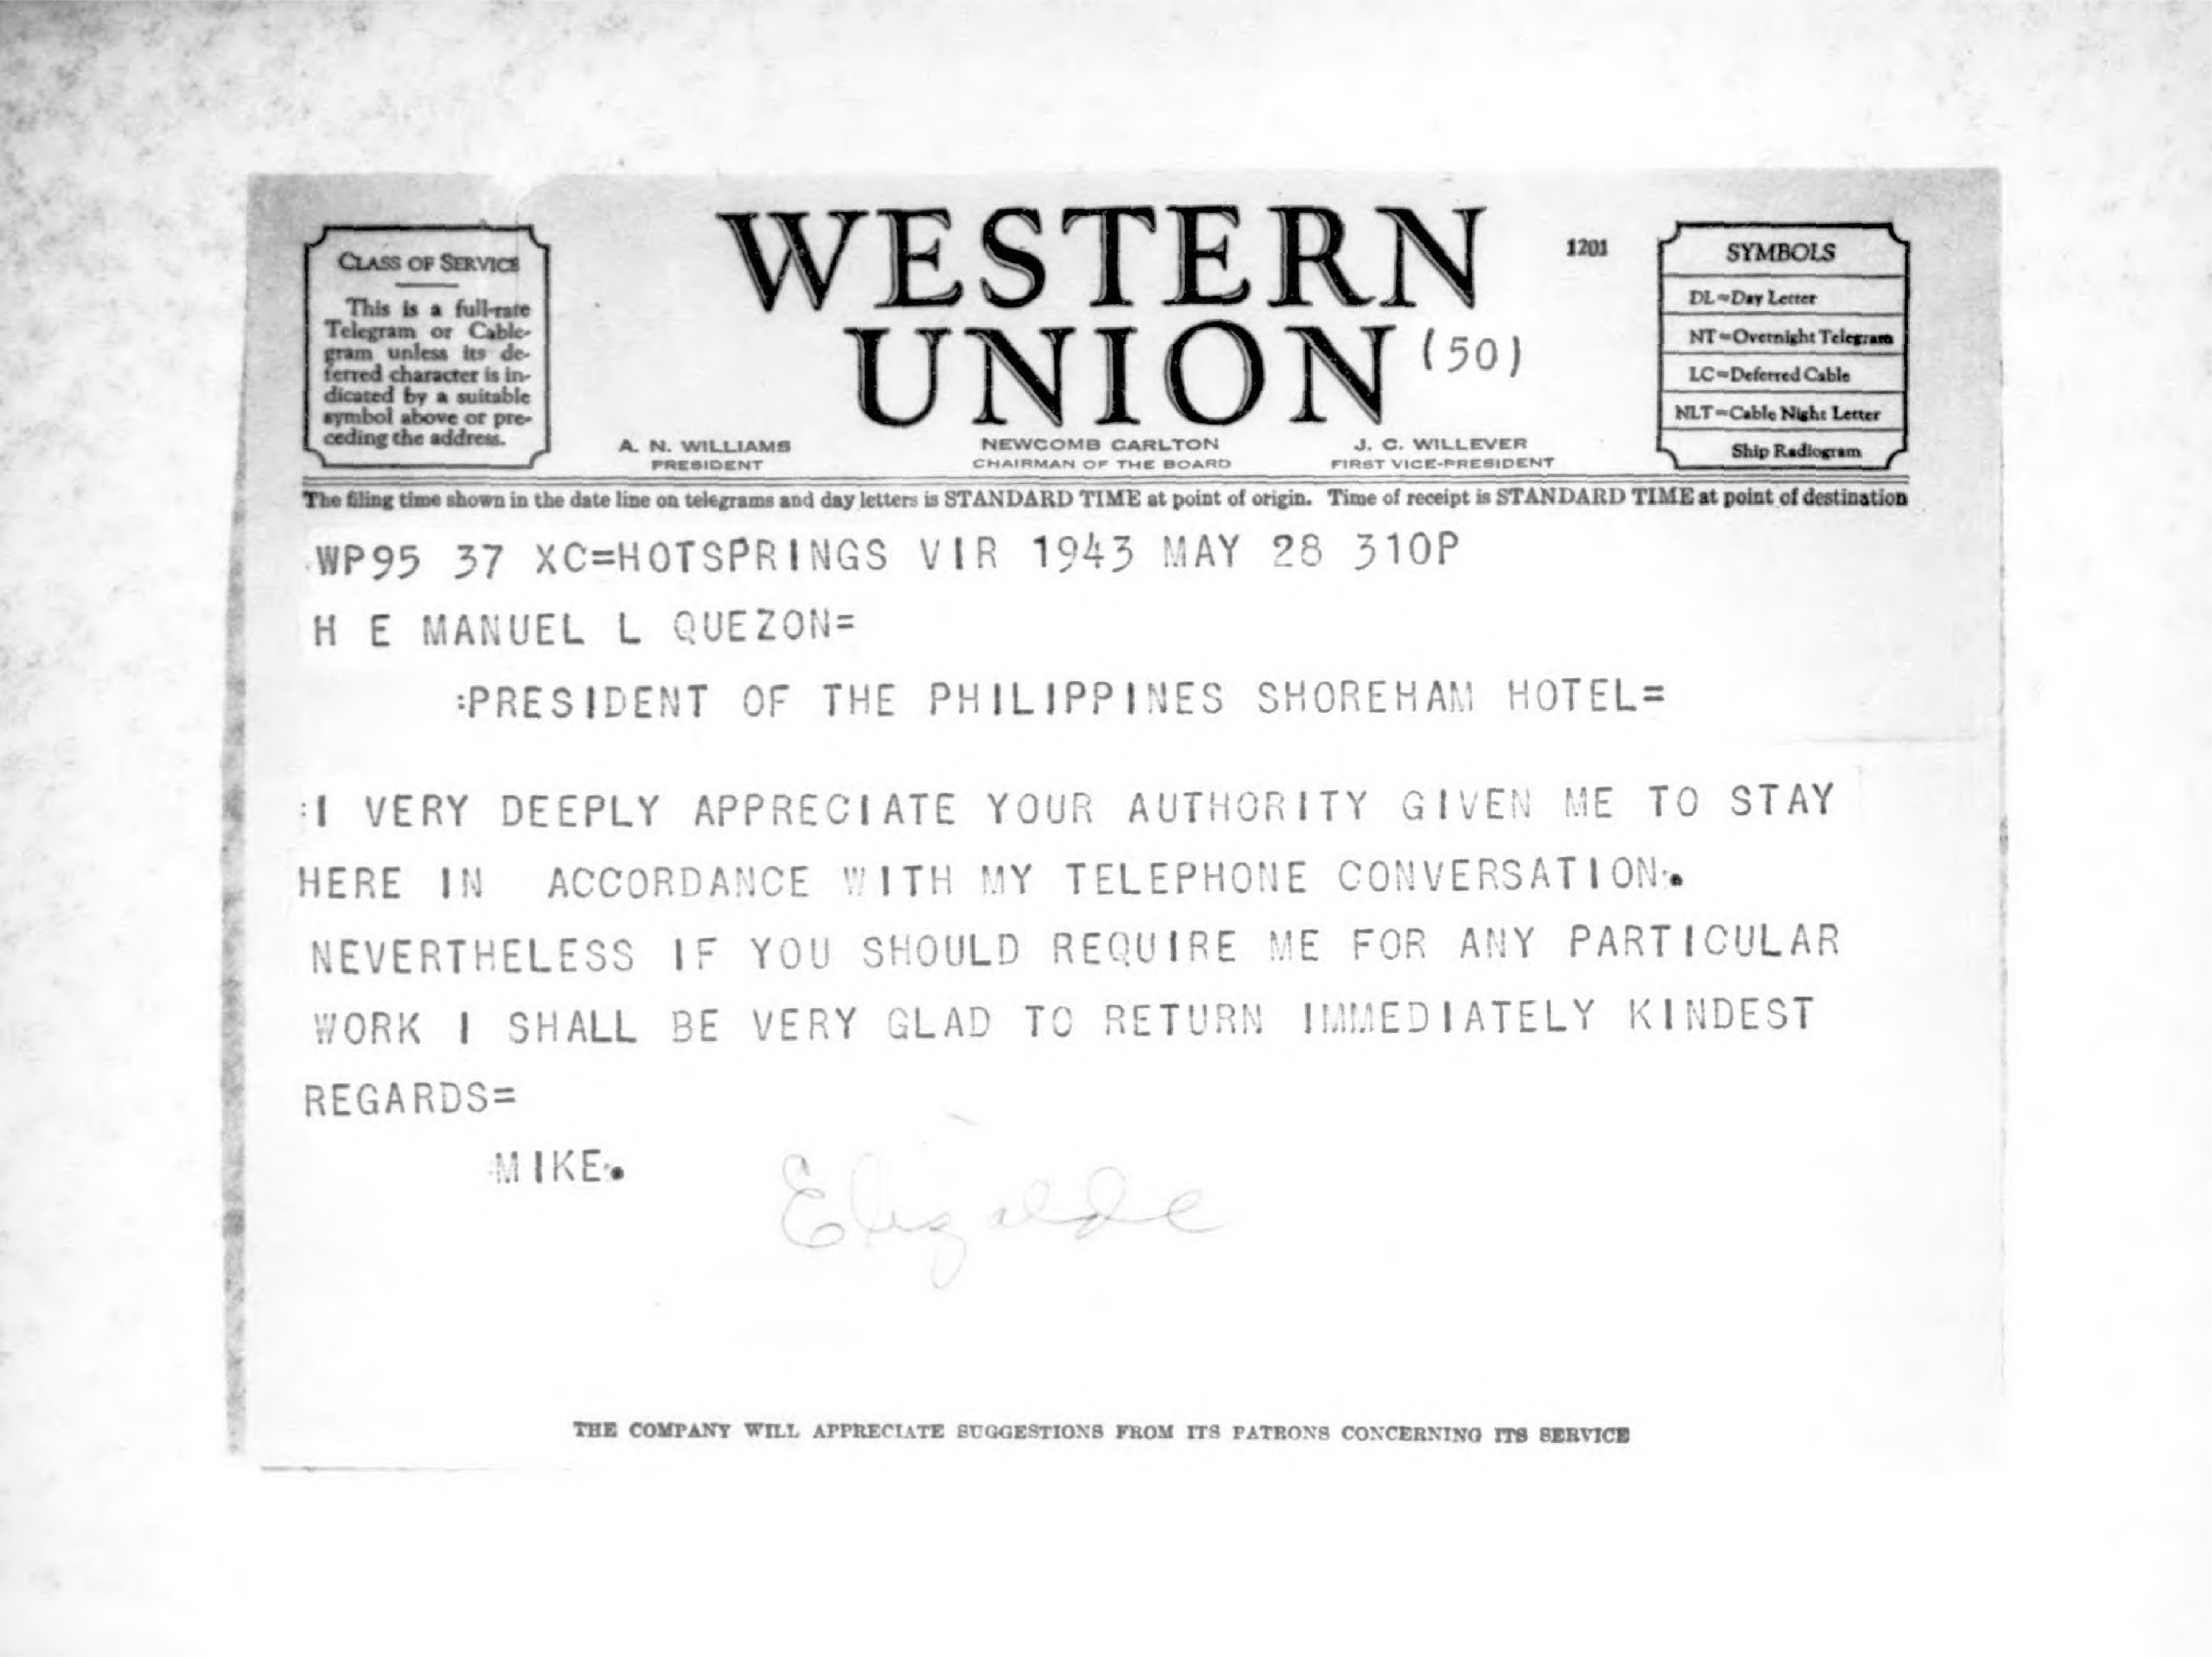 CLASS OF SERVICE
This is a full-rate
Telegram or Cable-
gram unless its de-
ferred character is in-
dicated by a suitable
symbol above or pre-
ceding the address.
WESTERN
UNION
1201
(50)
A. N. WILLIAMS
PRESIDENT
NEWCOMB CARLTON
CHAIRMAN OF THE BOARD
J. C. WILLEVER
FIRST VICE-PRESIDENT
SYMBOLS
DL=Day Letter
NT=Overnight Telegram
LC=Deferred Cable
NLT=Cable Night Letter
Ship Radiogram
The filing time shown in the date line on telegrams and day letters is STANDARD TIME at point of origin. Time of receipt is STANDARD TIME at point of destination
WP95 37 XC=HOTSPRINGS VIR 1943 MAY 28 310P
H E MANUEL L QUEZON=
:PRESIDENT OF THE PHILIPPINES SHOREHAM HOTEL=
:I VERY DEEPLY APPRECIATE YOUR AUTHORITY GIVEN ME TO STAY
HERE IN ACCORDANCE WITH MY TELEPHONE CONVERSATION.
NEVERTHELESS IF YOU SHOULD REQUIRE ME FOR ANY PARTICULAR
WORK I SHALL BE VERY GLAD TO RETURN IMMEDIATELY KINDEST
REGARDS=
MIKE.
Elizalde
THE COMPANY WILL APPRECIATE SUGGESTIONS FROM ITS PATRONS CONCERNING ITS SERVICE